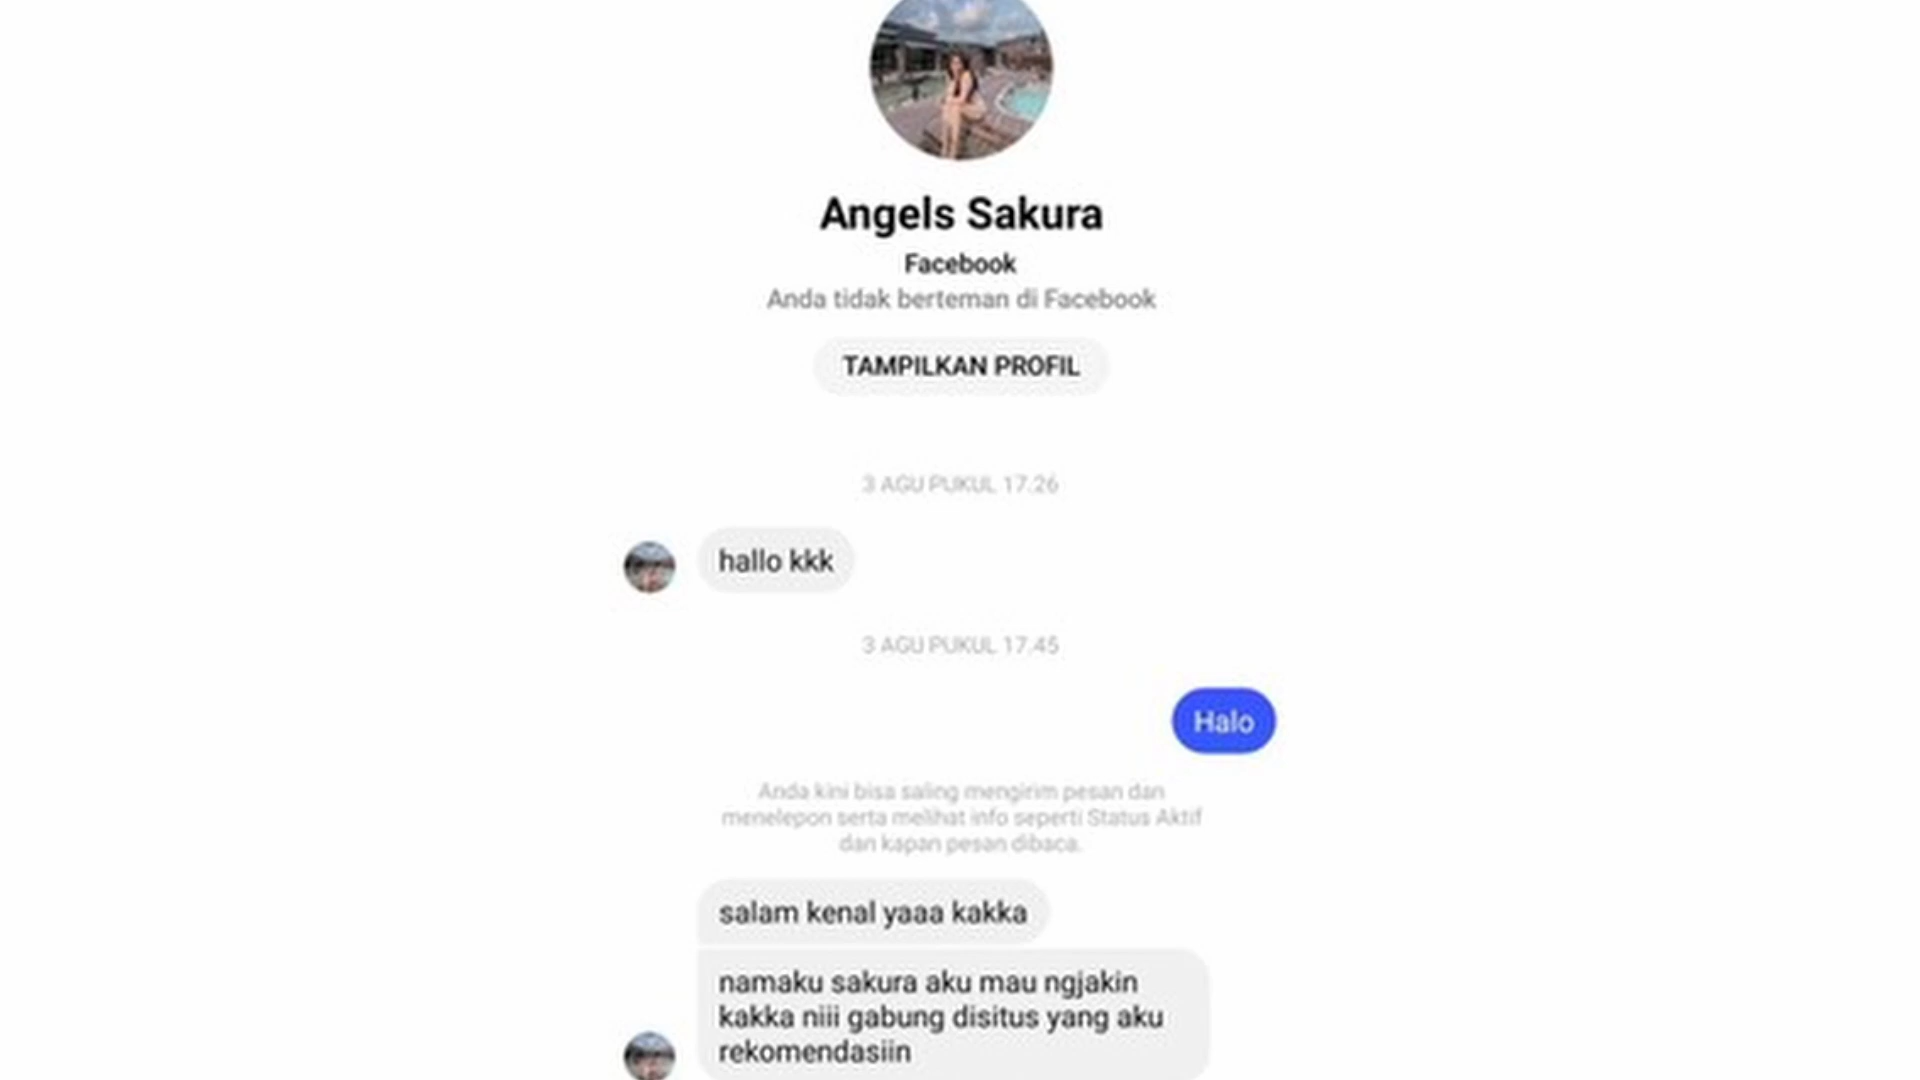 Angels Sakura
Facebook
Anda tidak berteman di Facebook
TAMPILKAN PROFIL
3 AGU PUKUL 17.26
hallo kkk
3 AGU PUKUL 17.45
Halo
Anda kini bisa saling mengirim pesan dan
menelepon serta melihat info seperti Status Aktif
dan kapan pesan dibaca.
salam kenal yaaa kakka
namaku sakura aku mau ngjakin
kakka niii gabung disitus yang aku
rekomendasiin